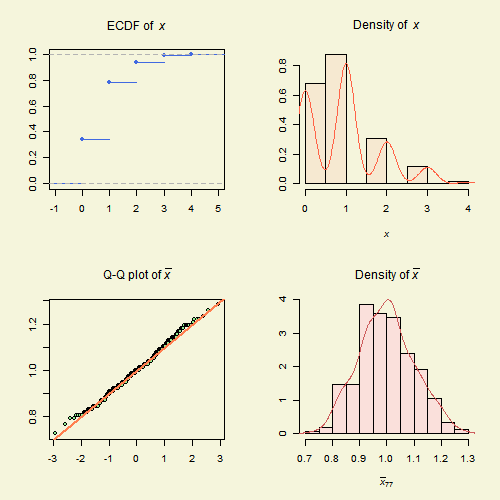 ECDF of x
Density of x
1.0
0.8
0.6
0.4
0.2
0.0
-1 0 1 2 3 4 5
0.8
0.6
0.4
0.2
0.0
0 1 2 3 4
x
Q-Q plot of x̅
Density of x̅
1.2
1.0
0.8
-3 -2 -1 0 1 2 3
4
3
2
1
0
0.7 0.8 0.9 1.0 1.1 1.2 1.3
x̅77